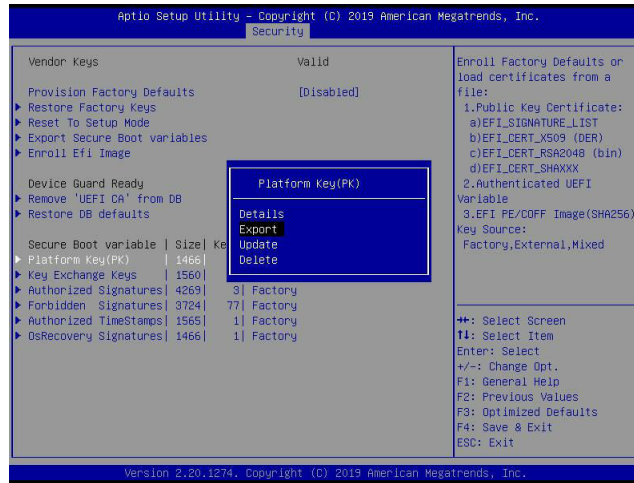 Aptio Setup Utility – Copyright (C) 2019 American Megatrends, Inc.
Security
Vendor Keys Valid
Provision Factory Defaults [Disabled]
Restore Factory Keys
Reset To Setup Mode
Export Secure Boot variables
Enroll Efi Image
Device Guard Ready
Remove 'UEFI CA' from DB
Restore DB defaults
Secure Boot variable | Size| Ke
Platform Key(PK) | 1466|
Key Exchange Keys | 1560|
Authorized Signatures| 4269| 3| Factory
Forbidden Signatures| 3724| 77| Factory
Authorized TimeStamps| 1565| 1| Factory
OsRecovery Signatures| 1466| 1| Factory
Platform Key(PK)
Details
Export
Update
Delete
Enroll Factory Defaults or
load certificates from a
file:
1.Public Key Certificate:
a)EFI_SIGNATURE_LIST
b)EFI_CERT_X509 (DER)
c)EFI_CERT_RSA2048 (bin)
d)EFI_CERT_SHAXXX
2.Authenticated UEFI
Variable
3.EFI PE/COFF Image(SHA256)
Key Source:
Factory,External,Mixed
→←: Select Screen
↑↓: Select Item
Enter: Select
+/-: Change Opt.
F1: General Help
F2: Previous Values
F3: Optimized Defaults
F4: Save & Exit
ESC: Exit
Version 2.20.1274. Copyright (C) 2019 American Megatrends, Inc.